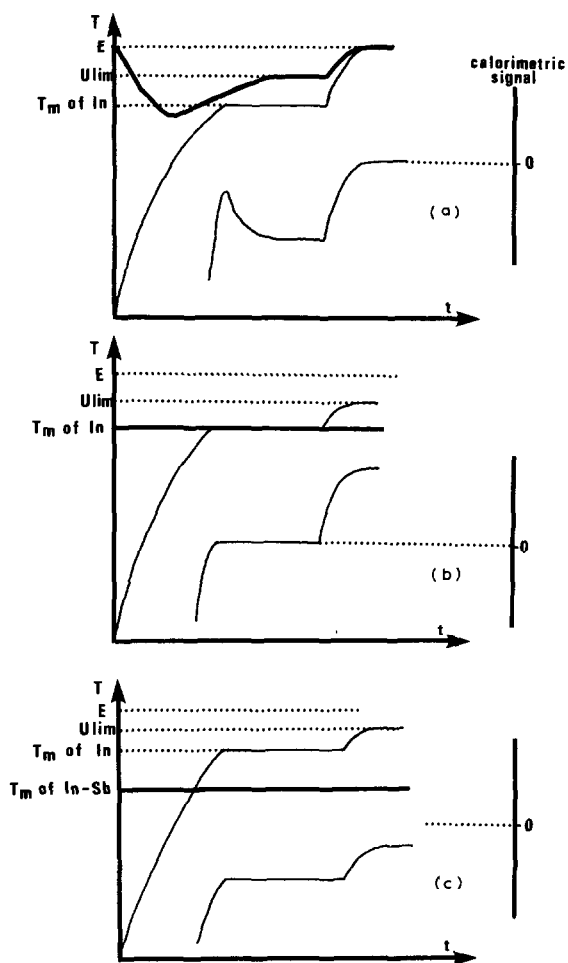 T
E
Ulim
Tm of In
calorimetric
signal
0
(a)
t
T
E
Ulim
Tm of In
0
(b)
t
T
E
Ulim
Tm of In
Tm of In-Sb
0
(c)
t